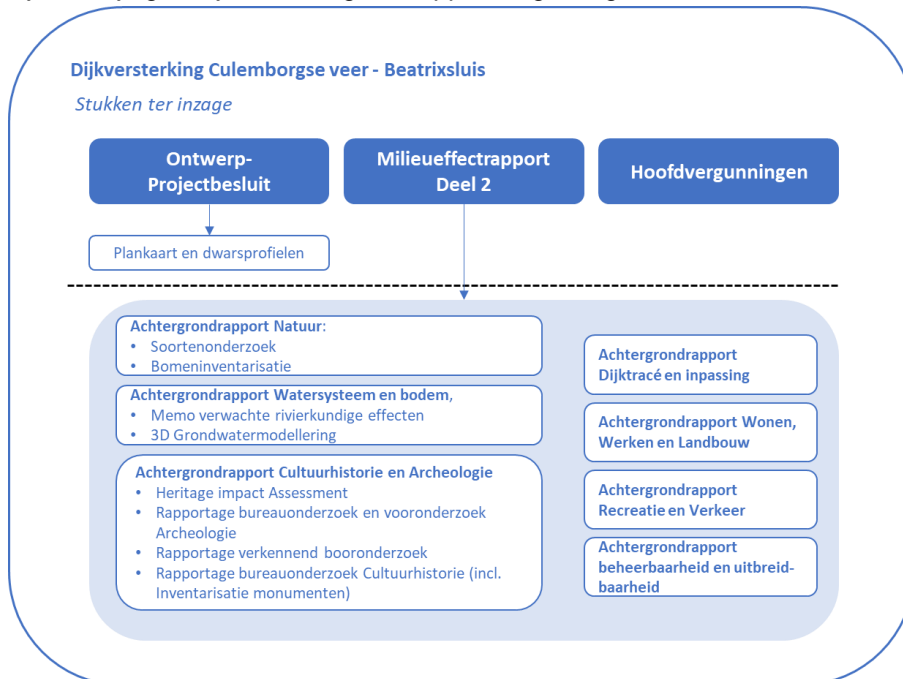 Dijkversterking Culemborgse veer - Beatrixsluis
Stukken ter inzage
Ontwerp-
Projectbesluit
Milieueffectrapport
Deel 2
Hoofdvergunningen
Plankaart en dwarsprofielen
Achtergrondrapport Natuur:
• Soortenonderzoek
• Bomeninventarisatie
Achtergrondrapport Watersysteem en bodem,
• Memo verwachte rivierkundige effecten
• 3D Grondwatermodellering
Achtergrondrapport Cultuurhistorie en Archeologie
• Heritage impact Assessment
• Rapportage bureauonderzoek en vooronderzoek
Archeologie
• Rapportage verkennend booronderzoek
• Rapportage bureauonderzoek Cultuurhistorie (incl.
Inventarisatie monumenten)
Achtergrondrapport
Dijktracé en inpassing
Achtergrondrapport Wonen,
Werken en Landbouw
Achtergrondrapport
Recreatie en Verkeer
Achtergrondrapport
beheerbaarheid en uitbreid-
baarheid